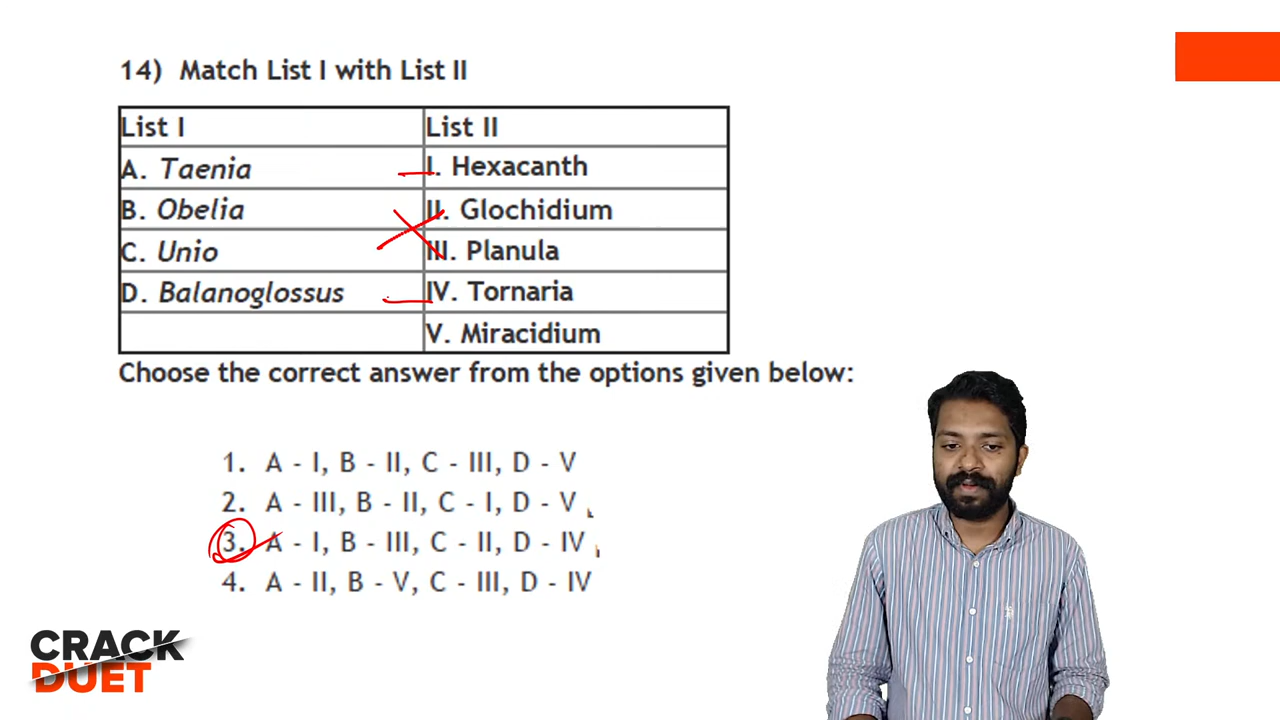 14) Match List I with List II
List I List II
A. Taenia I. Hexacanth
B. Obelia II. Glochidium
C. Unio III. Planula
D. Balanoglossus IV. Tornaria
V. Miracidium
Choose the correct answer from the options given below:
1. A - I, B - II, C - III, D - V
2. A - III, B - II, C - I, D - V
3. A - I, B - III, C - II, D - IV
4. A - II, B - V, C - III, D - IV
CRACK
DUET